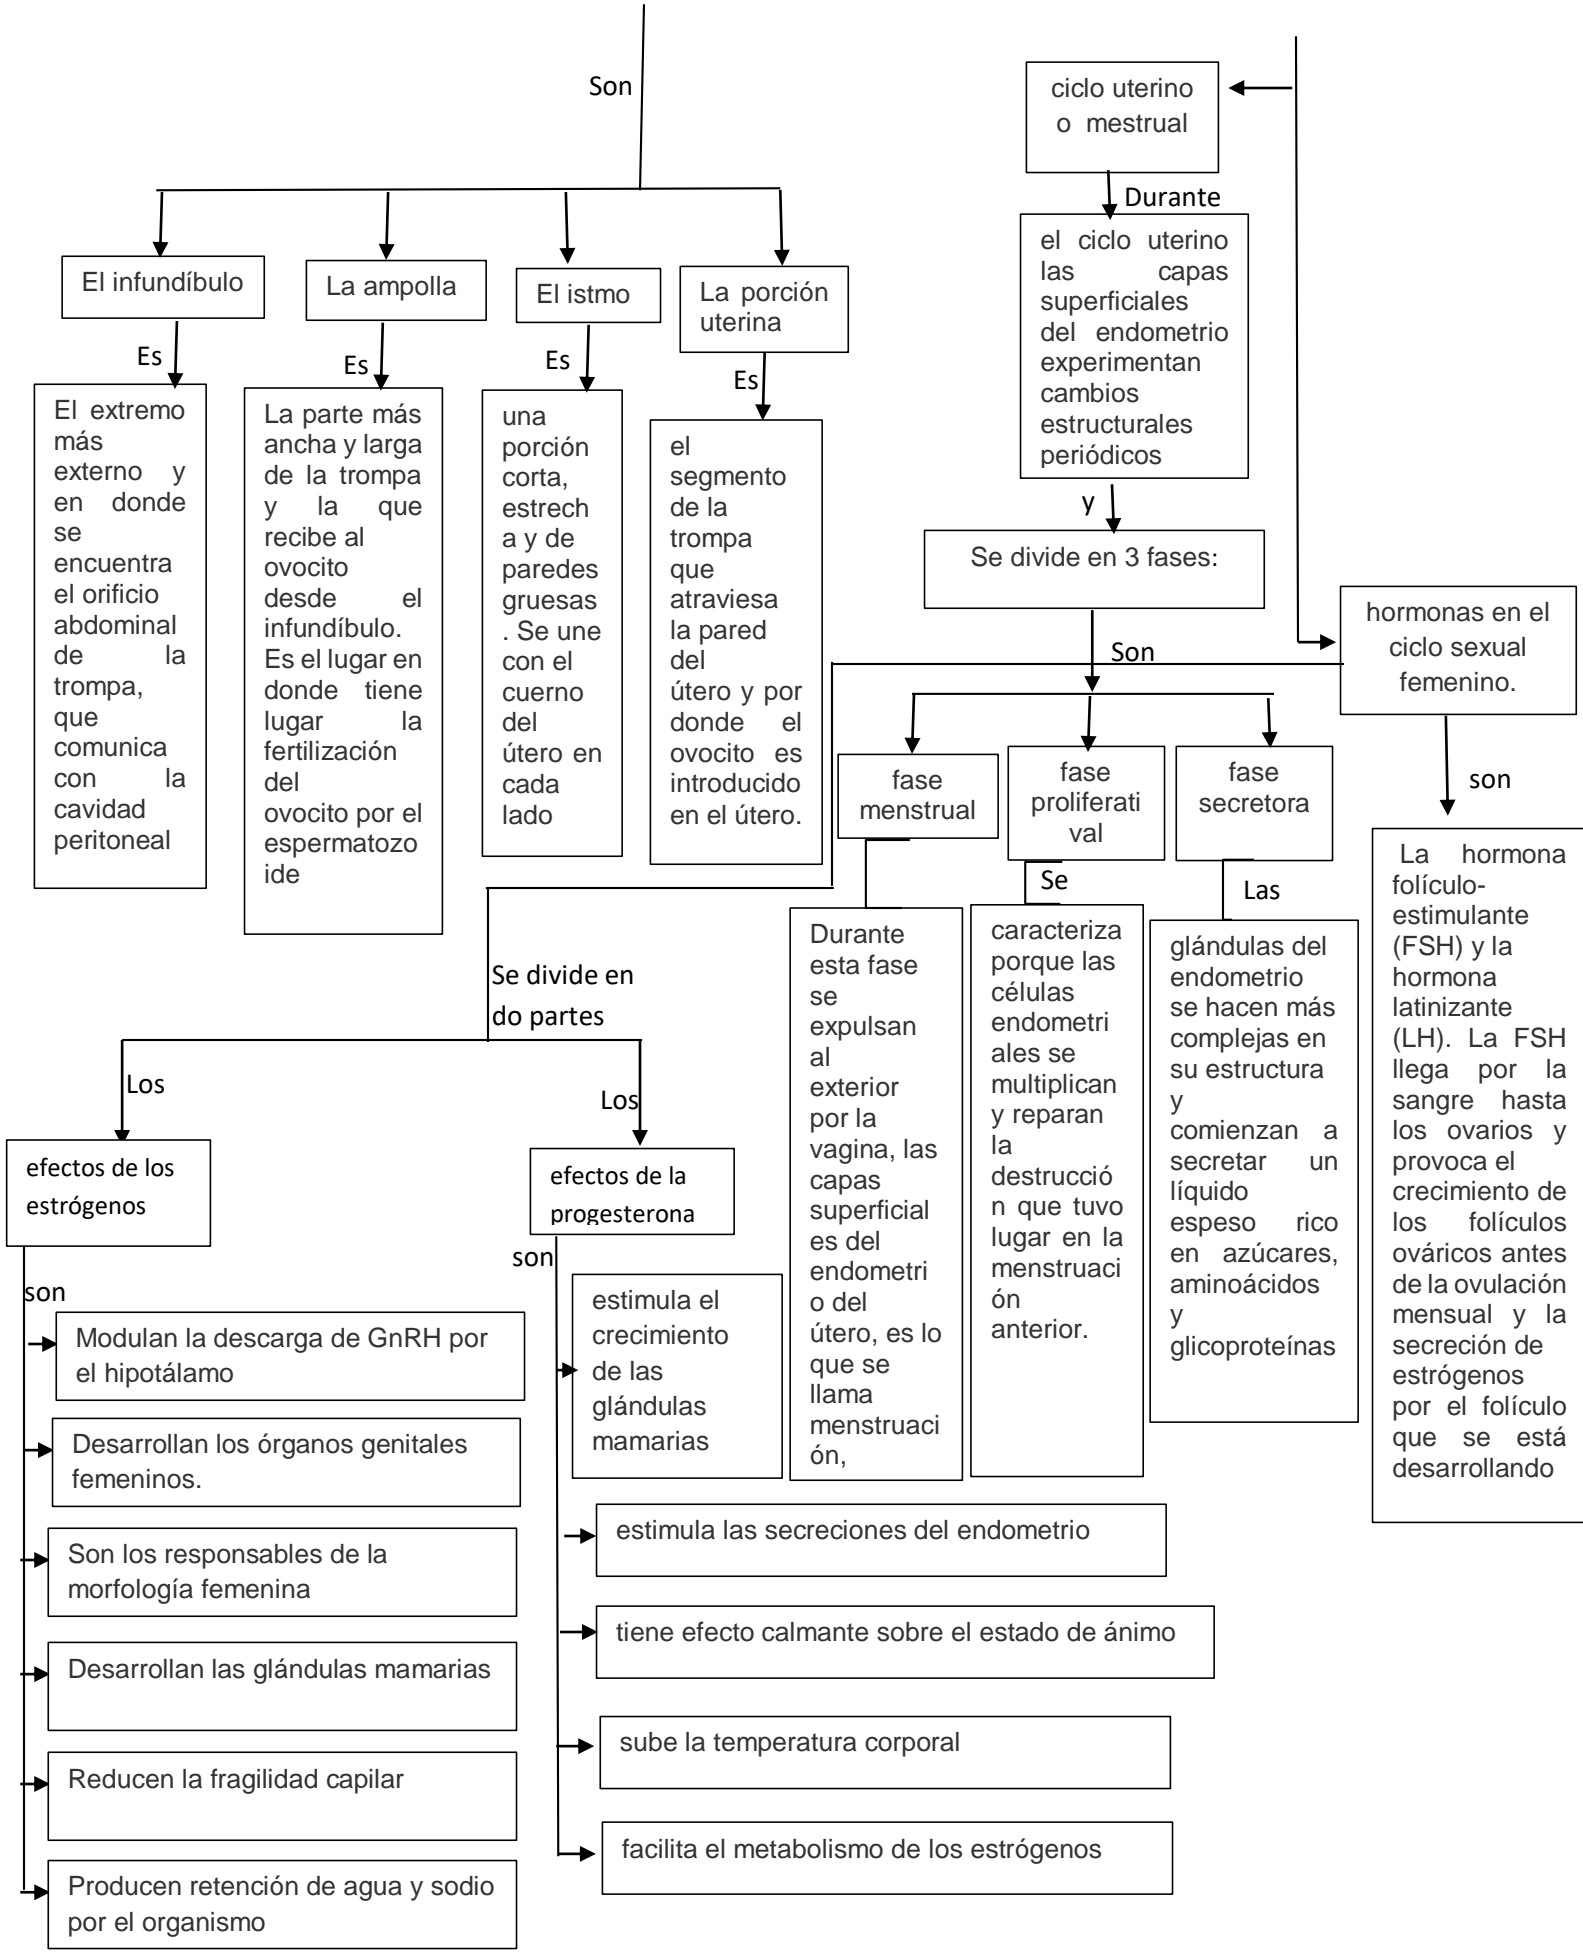 Son
ciclo uterino
o mestrual
Durante
el ciclo uterino
las capas
superficiales
del endometrio
experimentan
cambios
estructurales
periódicos
y
Se divide en 3 fases:
Son
El infundíbulo
La ampolla
El istmo
La porción
uterina
Es
Es
Es
Es
El extremo
más
externo y
en donde
se
encuentra
el orificio
abdominal
de la
trompa,
que
comunica
con la
cavidad
peritoneal
La parte más
ancha y larga
de la trompa
y la que
recibe al
ovocito
desde el
infundíbulo.
Es el lugar en
donde tiene
lugar la
fertilización
del
ovocito por el
espermatozo
ide
una
porción
corta,
estrech
a y de
paredes
gruesas
. Se une
con el
cuerno
del
útero en
cada
lado
el
segmento
de la
trompa
que
atraviesa
la pared
del
útero y por
donde el
ovocito es
introducido
en el útero.
hormonas en el
ciclo sexual
femenino.
son
fase
menstrual
fase
proliferati
val
fase
secretora
Se
Las
Durante
esta fase
se
expulsan
al
exterior
por la
vagina, las
capas
superficial
es del
endometri
o del
útero, es lo
que se
llama
menstruaci
ón,
caracteriza
porque las
células
endometri
ales se
multiplican
y reparan
la
destrucció
n que tuvo
lugar en la
menstruaci
ón
anterior.
glándulas del
endometrio
se hacen más
complejas en
su estructura
y
comienzan a
secretar un
líquido
espeso rico
en azúcares,
aminoácidos
y
glicoproteínas
La hormona
folículo-
estimulante
(FSH) y la
hormona
latinizante
(LH). La FSH
llega por la
sangre hasta
los ovarios y
provoca el
crecimiento de
los folículos
ováricos antes
de la ovulación
mensual y la
secreción de
estrógenos
por el folículo
que se está
desarrollando
Se divide en
do partes
Los
Los
efectos de los
estrógenos
efectos de la
progesterona
son
son
Modulan la descarga de GnRH por
el hipotálamo
Desarrollan los órganos genitales
femeninos.
Son los responsables de la
morfología femenina
Desarrollan las glándulas mamarias
Reducen la fragilidad capilar
Producen retención de agua y sodio
por el organismo
estimula el
crecimiento
de las
glándulas
mamarias
estimula las secreciones del endometrio
tiene efecto calmante sobre el estado de ánimo
sube la temperatura corporal
facilita el metabolismo de los estrógenos